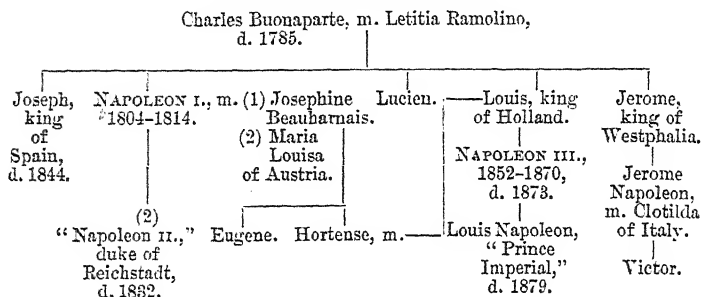 Charles Buonaparte, m. Letitia Ramolino,
d. 1785.
Joseph,
king
of
Spain,
d. 1844.
NAPOLEON I., m. (1) Josephine
1804–1814.
Beauharnais.
(2) Maria
Louisa
of Austria.
Lucien.
Louis, king
of Holland.
Jerome,
king of
Westphalia.
NAPOLEON III.,
1852–1870,
d. 1873.
Jerome
Napoleon,
m. Clotilda
of Italy.
(2)
"Napoleon II.,"
duke of
Reichstadt,
d. 1832.
Eugene.
Hortense, m.
Louis Napoleon,
"Prince
Imperial,"
d. 1879.
Victor.